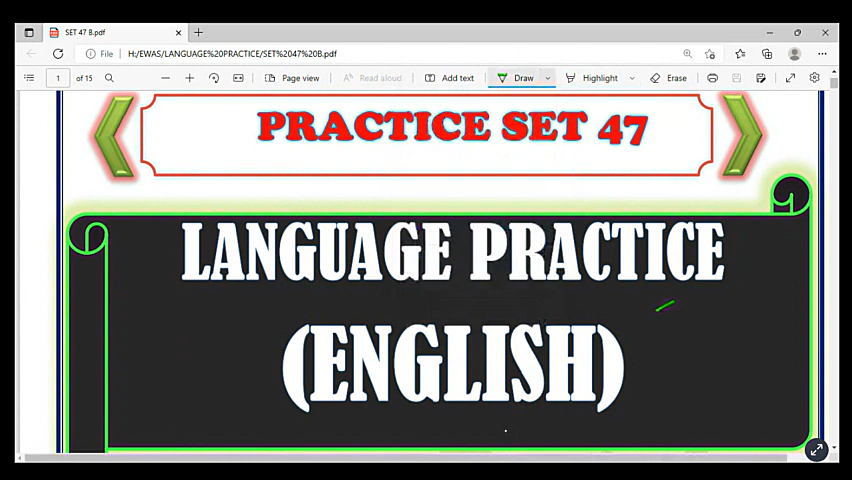 SET 47 B.pdf
File
H:/EWAS/LANGUAGE%20PRACTICE/SET%2047%20B.pdf
1 of 15
Page view
Read aloud
Add text
Draw
Highlight
Erase
PRACTICE SET 47
LANGUAGE PRACTICE
(ENGLISH)